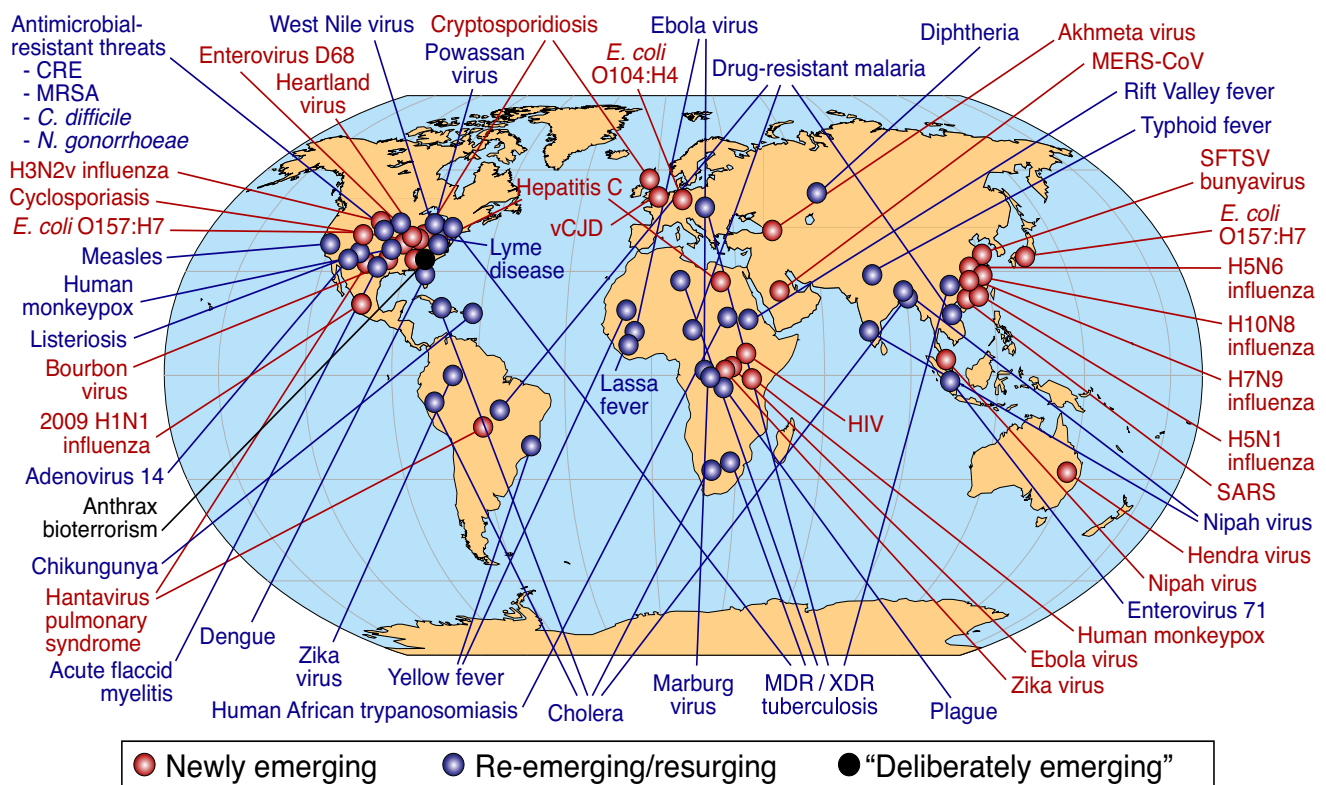 Antimicrobial-
resistant threats
- CRE
- MRSA
- C. difficile
- N. gonorrhoeae
West Nile virus
Cryptosporidiosis
Ebola virus
Diphtheria
Akhmeta virus
Enterovirus D68
Powassan
virus
E. coli
O104:H4
Drug-resistant malaria
MERS-CoV
Heartland
virus
Rift Valley fever
Typhoid fever
H3N2v influenza
Cyclosporiasis
E. coli O157:H7
Measles
Human
monkeypox
Listeriosis
Bourbon
virus
2009 H1N1
influenza
Adenovirus 14
Anthrax
bioterrorism
Chikungunya
Hantavirus
pulmonary
syndrome
Acute flaccid
myelitis
Hepatitis C
vCJD
Lyme
disease
Lassa
fever
HIV
SFTSV
bunyavirus
E. coli
O157:H7
H5N6
influenza
H10N8
influenza
H7N9
influenza
H5N1
influenza
SARS
Nipah virus
Hendra virus
Nipah virus
Enterovirus 71
Human monkeypox
Ebola virus
Zika virus
Dengue
Zika
virus
Yellow fever
Human African trypanosomiasis
Cholera
Marburg
virus
MDR / XDR
tuberculosis
Plague
Newly emerging
Re-emerging/resurging
“Deliberately emerging”